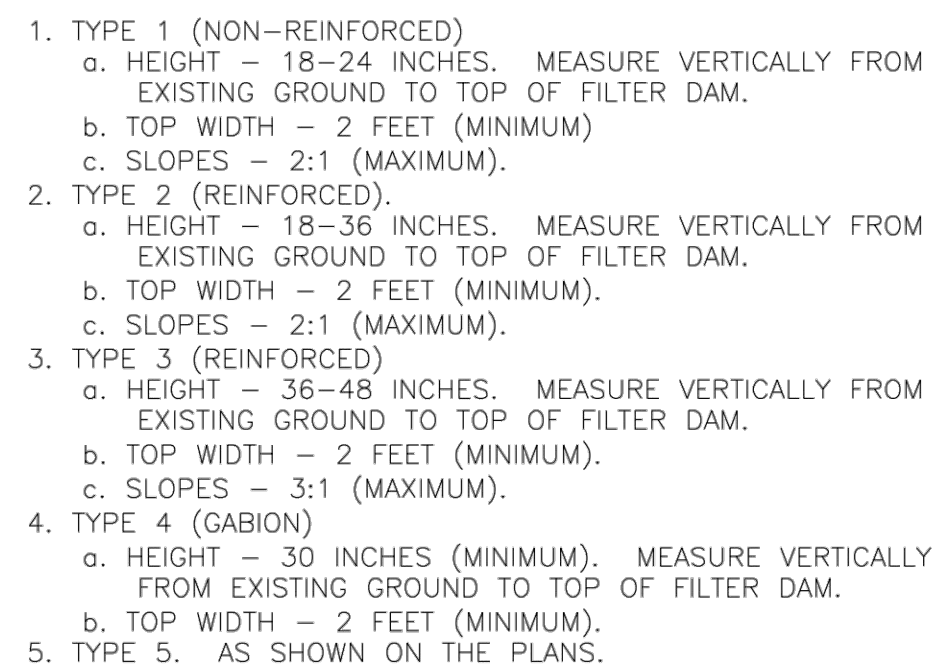 1. TYPE 1 (NON-REINFORCED)
a. HEIGHT - 18-24 INCHES. MEASURE VERTICALLY FROM
EXISTING GROUND TO TOP OF FILTER DAM.
b. TOP WIDTH - 2 FEET (MINIMUM)
c. SLOPES - 2:1 (MAXIMUM).
2. TYPE 2 (REINFORCED).
a. HEIGHT - 18-36 INCHES. MEASURE VERTICALLY FROM
EXISTING GROUND TO TOP OF FILTER DAM.
b. TOP WIDTH - 2 FEET (MINIMUM).
c. SLOPES - 2:1 (MAXIMUM).
3. TYPE 3 (REINFORCED)
a. HEIGHT - 36-48 INCHES. MEASURE VERTICALLY FROM
EXISTING GROUND TO TOP OF FILTER DAM.
b. TOP WIDTH - 2 FEET (MINIMUM).
c. SLOPES - 3:1 (MAXIMUM).
4. TYPE 4 (GABION)
a. HEIGHT - 30 INCHES (MINIMUM). MEASURE VERTICALLY
FROM EXISTING GROUND TO TOP OF FILTER DAM.
b. TOP WIDTH - 2 FEET (MINIMUM).
5. TYPE 5. AS SHOWN ON THE PLANS.